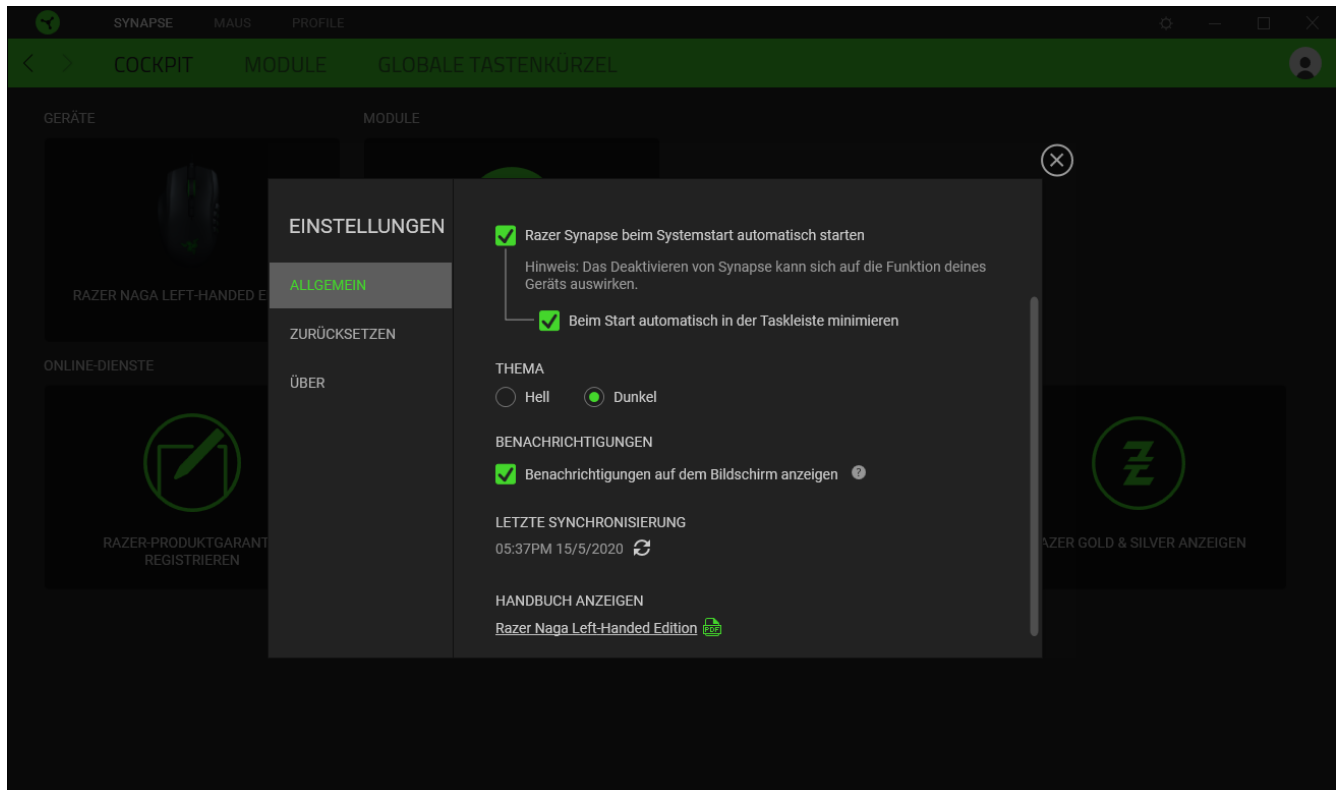 SYNAPSE MAUS PROFILE
COCKPIT MODULE GLOBALE TASTENKÜRZEL
GERÄTE MODULE
RAZER NAGA LEFT-HANDED E
ONLINE-DIENSTE
RAZER-PRODUKTGARANT
REGISTRIEREN
AZER GOLD & SILVER ANZEIGEN
EINSTELLUNGEN
ALLGEMEIN
ZURÜCKSETZEN
ÜBER
Razer Synapse beim Systemstart automatisch starten
Hinweis: Das Deaktivieren von Synapse kann sich auf die Funktion deines
Geräts auswirken.
Beim Start automatisch in der Taskleiste minimieren
THEMA
Hell Dunkel
BENACHRICHTIGUNGEN
Benachrichtigungen auf dem Bildschirm anzeigen ?
LETZTE SYNCHRONISIERUNG
05:37PM 15/5/2020
HANDBUCH ANZEIGEN
Razer Naga Left-Handed Edition PDF